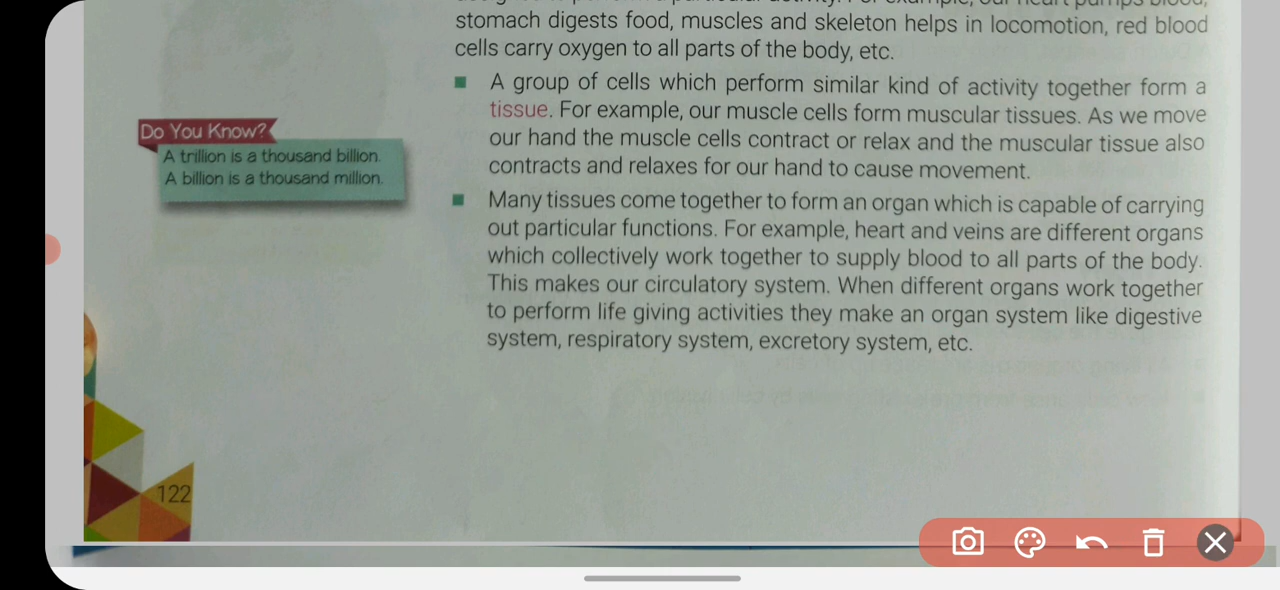 stomach digests food, muscles and skeleton helps in locomotion, red blood
cells carry oxygen to all parts of the body, etc.
A group of cells which perform similar kind of activity together form a
tissue. For example, our muscle cells form muscular tissues. As we move
our hand the muscle cells contract or relax and the muscular tissue also
contracts and relaxes for our hand to cause movement.
Many tissues come together to form an organ which is capable of carrying
out particular functions. For example, heart and veins are different organs
which collectively work together to supply blood to all parts of the body.
This makes our circulatory system. When different organs work together
to perform life giving activities they make an organ system like digestive
system, respiratory system, excretory system, etc.
Do You Know?
A trillion is a thousand billion.
A billion is a thousand million.
122